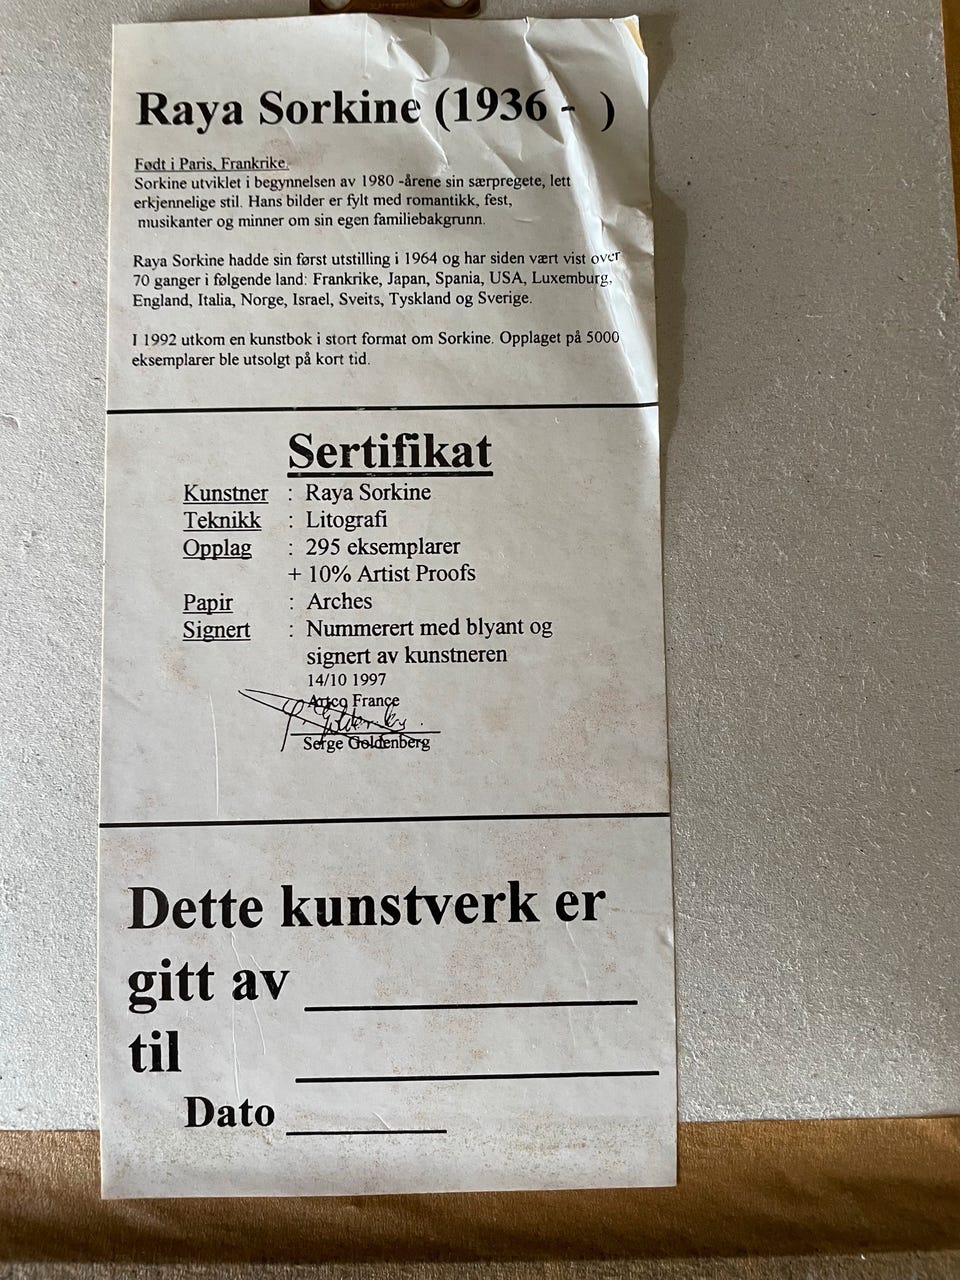 Raya Sorkine (1936 - )
Født i Paris, Frankrike.
Sorkine utviklet i begynnelsen av 1980 -årene sin særpregete, lett
erkjennelige stil. Hans bilder er fylt med romantikk, fest,
musikanter og minner om sin egen familiebakgrunn.
Raya Sorkine hadde sin først utstilling i 1964 og har siden vært vist over
70 ganger i følgende land: Frankrike, Japan, Spania, USA, Luxemburg,
England, Italia, Norge, Israel, Sveits, Tyskland og Sverige.
I 1992 utkom en kunstbok i stort format om Sorkine. Opplaget på 5000
eksemplarer ble utsolgt på kort tid.
Sertifikat
Kunstner : Raya Sorkine
Teknikk : Litografi
Opplag : 295 eksemplarer
+ 10% Artist Proofs
Papir : Arches
Signert : Nummerert med blyant og
signert av kunstneren
14/10 1997
Artco France
Serge Goldenberg
Dette kunstverk er
gitt av
til
Dato